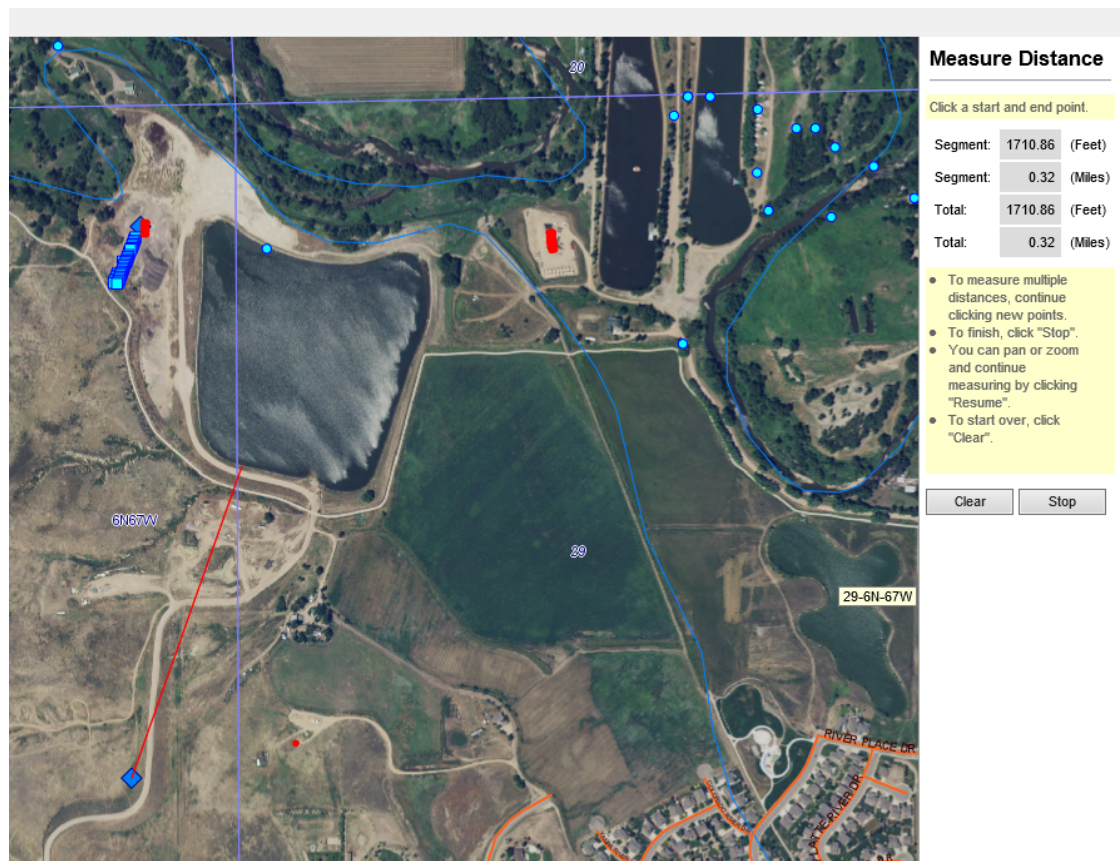 Measure Distance
Click a start and end point.
Segment: 1710.86 (Feet)
Segment: 0.32 (Miles)
Total: 1710.86 (Feet)
Total: 0.32 (Miles)
To measure multiple
distances, continue
clicking new points.
To finish, click "Stop".
You can pan or zoom
and continue
measuring by clicking
"Resume".
To start over, click
"Clear".
Clear Stop
20
6N67W
29
29-6N-67W
RIVER PLACE DR
PLATTE RIVER DR